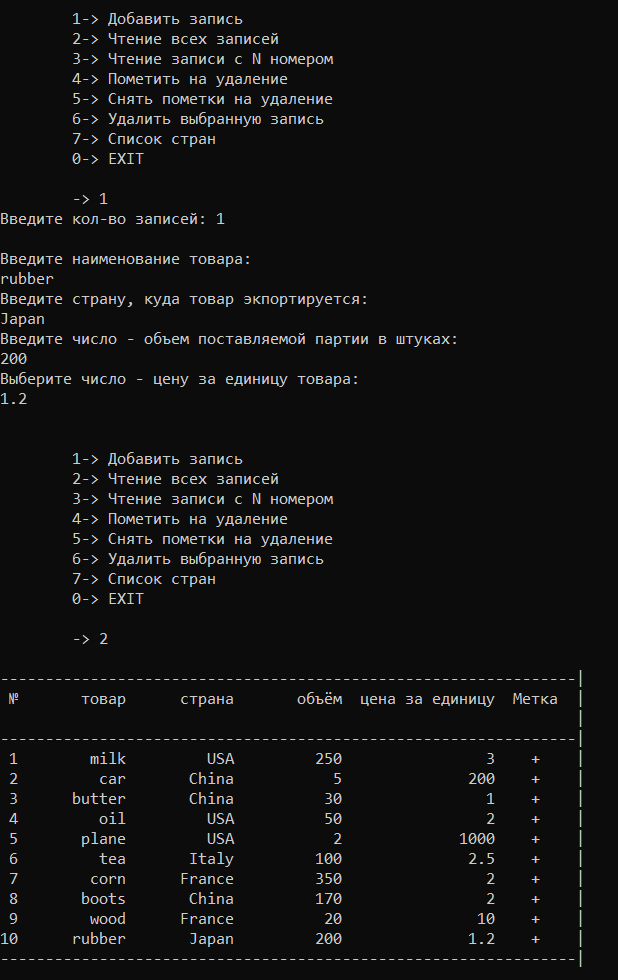 1-> Добавить запись
2-> Чтение всех записей
3-> Чтение записи с N номером
4-> Пометить на удаление
5-> Снять пометки на удаление
6-> Удалить выбранную запись
7-> Список стран
0-> EXIT
-> 1
Введите кол-во записей: 1
Введите наименование товара:
rubber
Введите страну, куда товар экпортируется:
Japan
Введите число - объем поставляемой партии в штуках:
200
Выберите число - цену за единицу товара:
1.2
1-> Добавить запись
2-> Чтение всех записей
3-> Чтение записи с N номером
4-> Пометить на удаление
5-> Снять пометки на удаление
6-> Удалить выбранную запись
7-> Список стран
0-> EXIT
-> 2
----------------------------------------------------------------|
№ товар страна объём цена за единицу Метка |
|
----------------------------------------------------------------|
1 milk USA 250 3 + |
2 car China 5 200 + |
3 butter China 30 1 + |
4 oil USA 50 2 + |
5 plane USA 2 1000 + |
6 tea Italy 100 2.5 + |
7 corn France 350 2 + |
8 boots China 170 2 + |
9 wood France 20 10 + |
10 rubber Japan 200 1.2 + |
----------------------------------------------------------------|